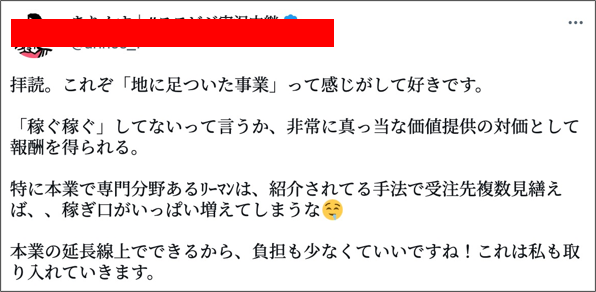 拝読。これぞ「地に足ついた事業」って感じがして好きです。
「稼ぐ稼ぐ」してないって言うか、非常に真っ当な価値提供の対価として
報酬を得られる。
特に本業で専門分野あるﾘｰﾏﾝは、紹介されてる手法で受注先複数見繕え
ば、、稼ぎ口がいっぱい増えてしまうな🤤
本業の延長線上でできるから、負担も少なくていいですね！これは私も取
り入れていきます。